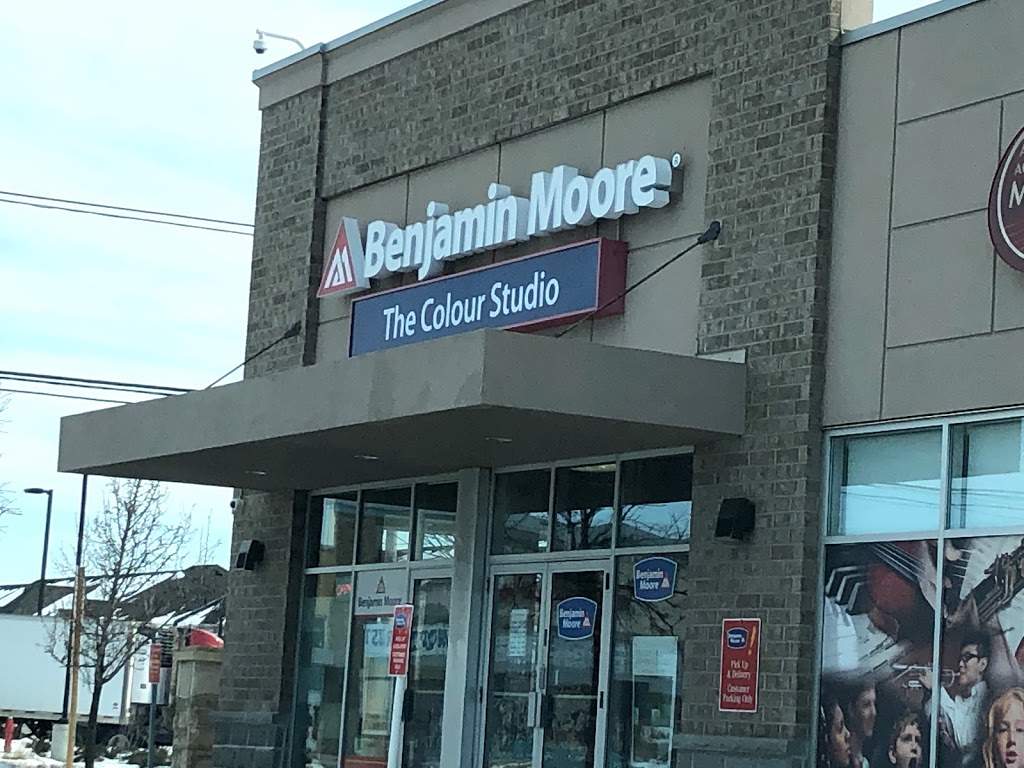 Benjamin Moore®
The Colour Studio
Benjamin Moore
Benjamin
Moore
Benjamin
Moore
Pick Up
& Delivery
Customer
Parking Only